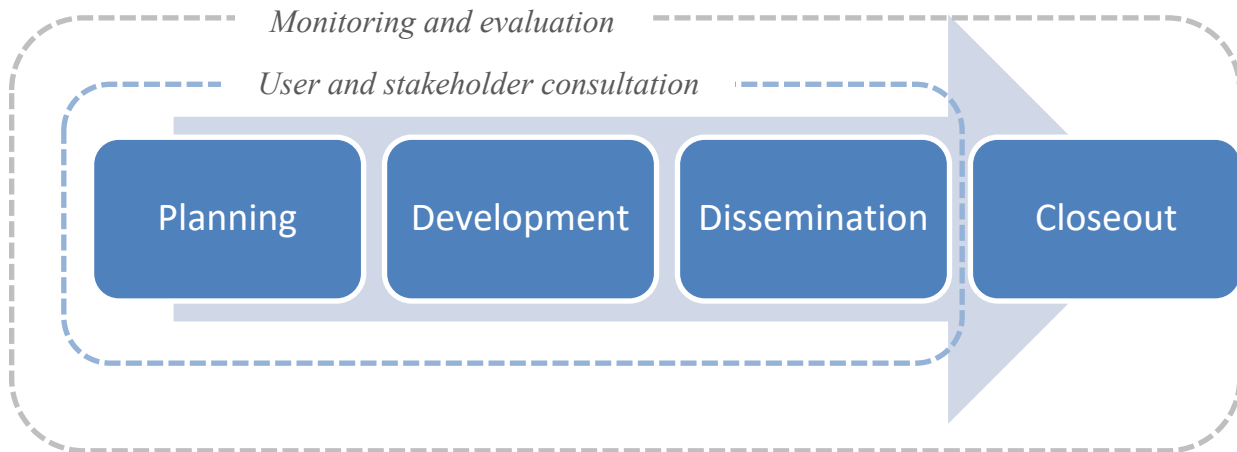 Monitoring and evaluation
User and stakeholder consultation
Planning
Development
Dissemination
Closeout